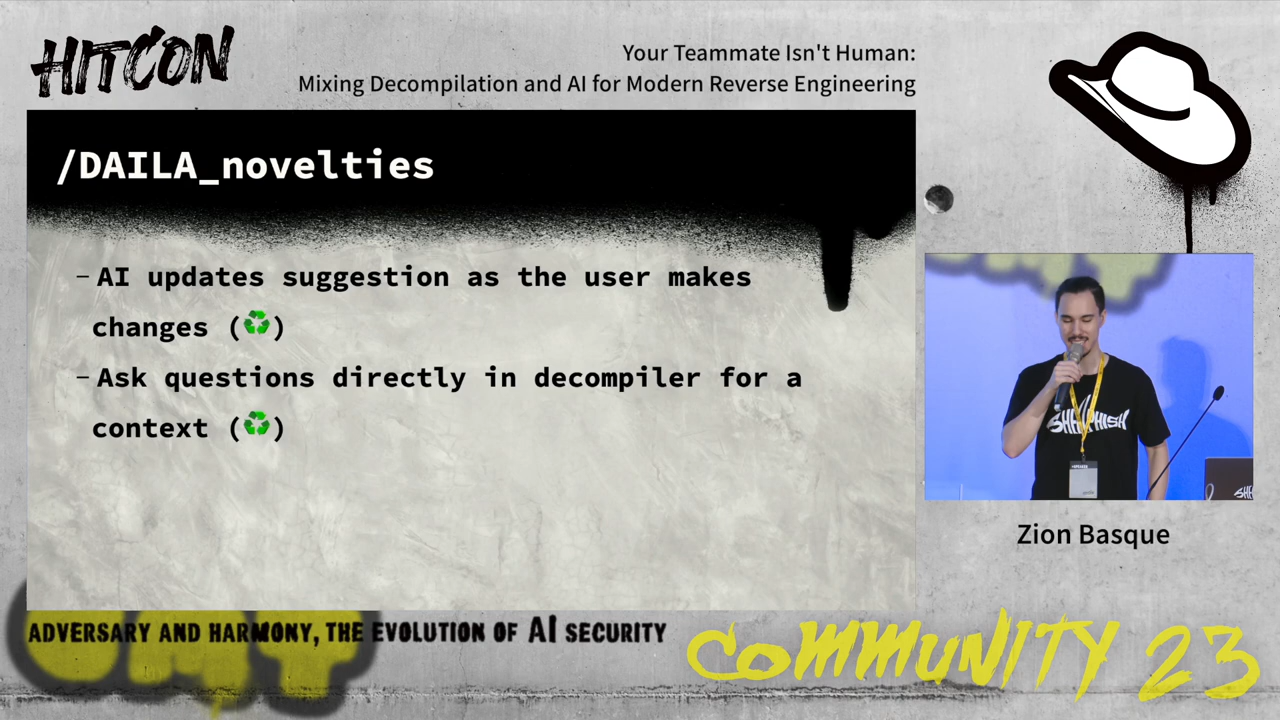 HITCON
Your Teammate Isn't Human:
Mixing Decompilation and AI for Modern Reverse Engineering
/DAILA_novelties
– AI updates suggestion as the user makes
changes (♻)
– Ask questions directly in decompiler for a
context (♻)
SHELLPHISH
Zion Basque
ADVERSARY AND HARMONY, THE EVOLUTION OF AI SECURITY
COMMUNITY 23